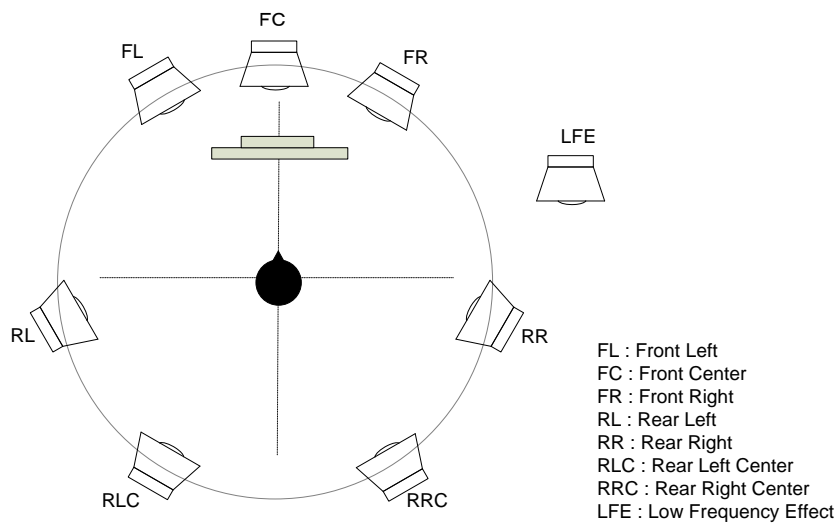 FC
FL
FR
LFE
RL
RR
RLC
RRC
FL : Front Left
FC : Front Center
FR : Front Right
RL : Rear Left
RR : Rear Right
RLC : Rear Left Center
RRC : Rear Right Center
LFE : Low Frequency Effect